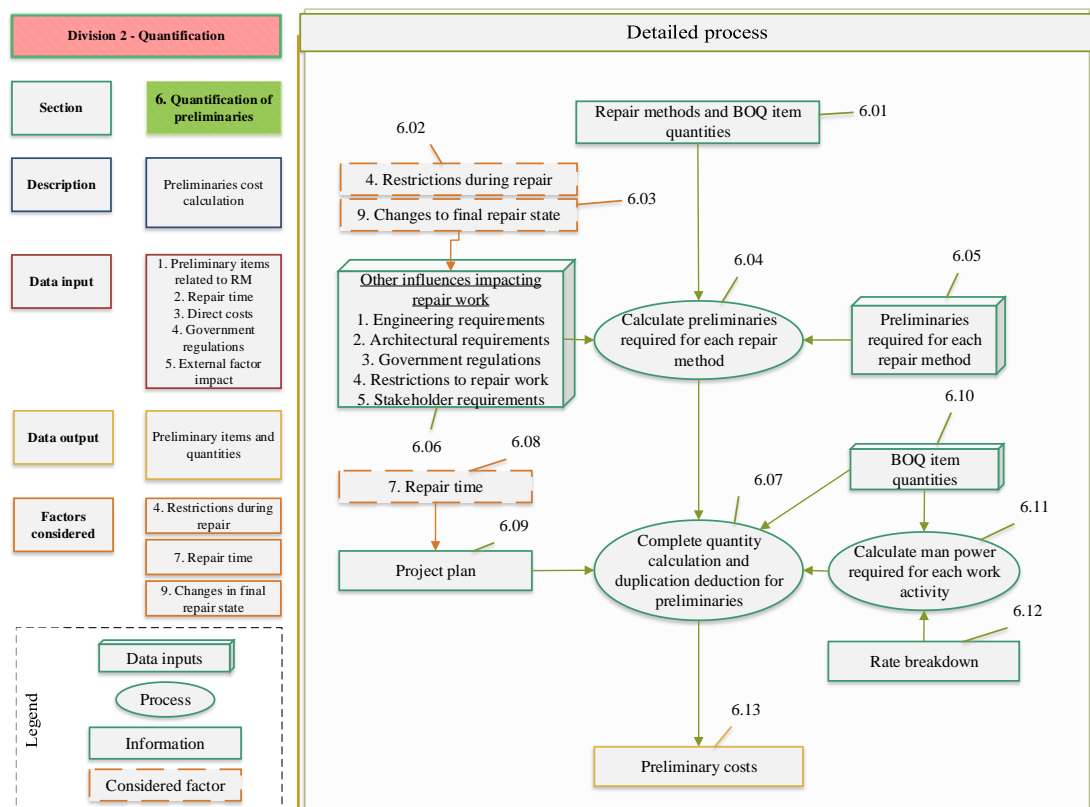 Division 2 - Quantification
Section
6. Quantification of
preliminaries
Description
Preliminaries cost
calculation
Data input
1. Preliminary items
related to RM
2. Repair time
3. Direct costs
4. Government
regulations
5. External factor
impact
Data output
Preliminary items and
quantities
Factors
considered
4. Restrictions during
repair
7. Repair time
9. Changes in final
repair state
Legend
Data inputs
Process
Information
Considered factor
Detailed process
Repair methods and BOQ item
quantities
6.01
6.02
4. Restrictions during repair
9. Changes to final repair state
6.03
Other influences impacting
repair work
1. Engineering requirements
2. Architectural requirements
3. Government regulations
4. Restrictions to repair work
5. Stakeholder requirements
6.06
6.04
Calculate preliminaries
required for each repair
method
6.05
Preliminaries
required for each
repair method
6.08
7. Repair time
6.09
Project plan
6.07
Complete quantity
calculation and
duplication deduction for
preliminaries
6.10
BOQ item
quantities
6.11
Calculate man power
required for each work
activity
6.12
Rate breakdown
6.13
Preliminary costs